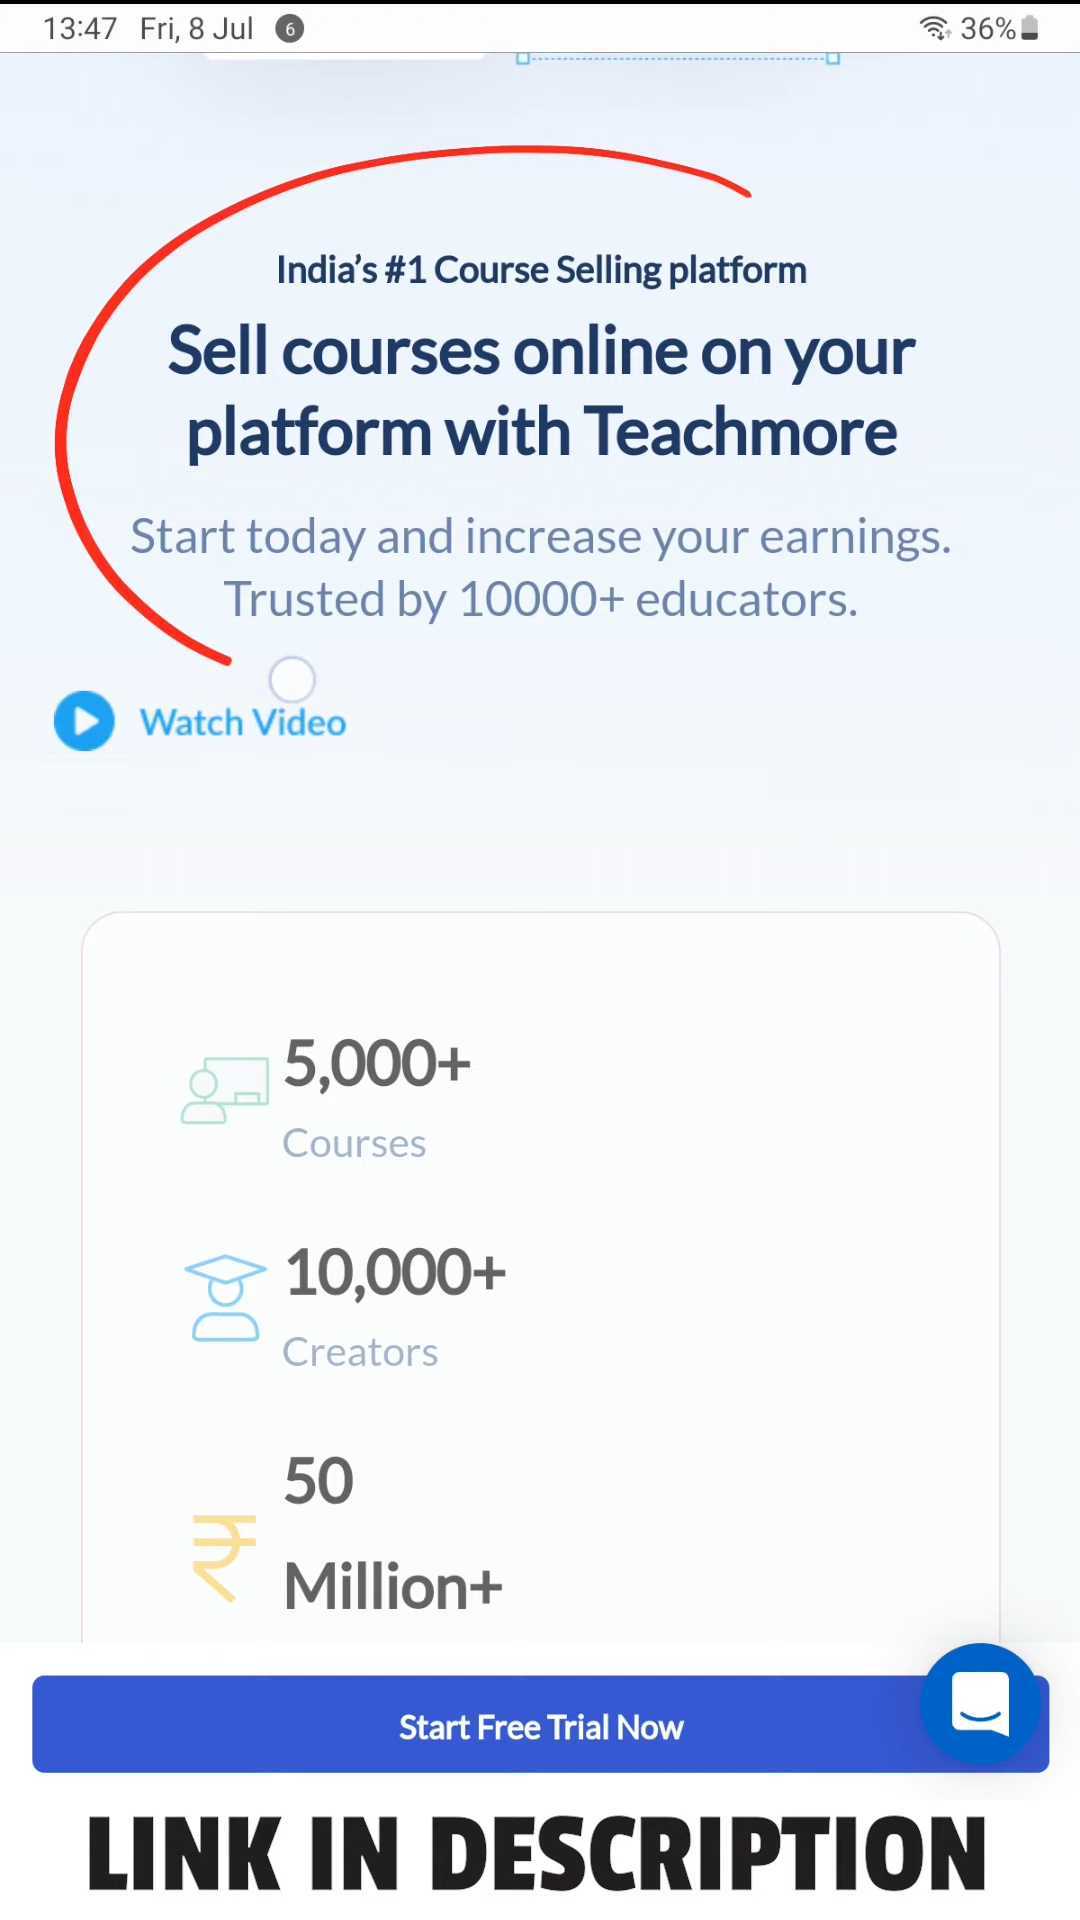 13:47 Fri, 8 Jul 6 36%
India's #1 Course Selling platform
Sell courses online on your
platform with Teachmore
Start today and increase your earnings.
Trusted by 10000+ educators.
Watch Video
5,000+
Courses
10,000+
Creators
₹
50
Million+
Start Free Trial Now
LINK IN DESCRIPTION